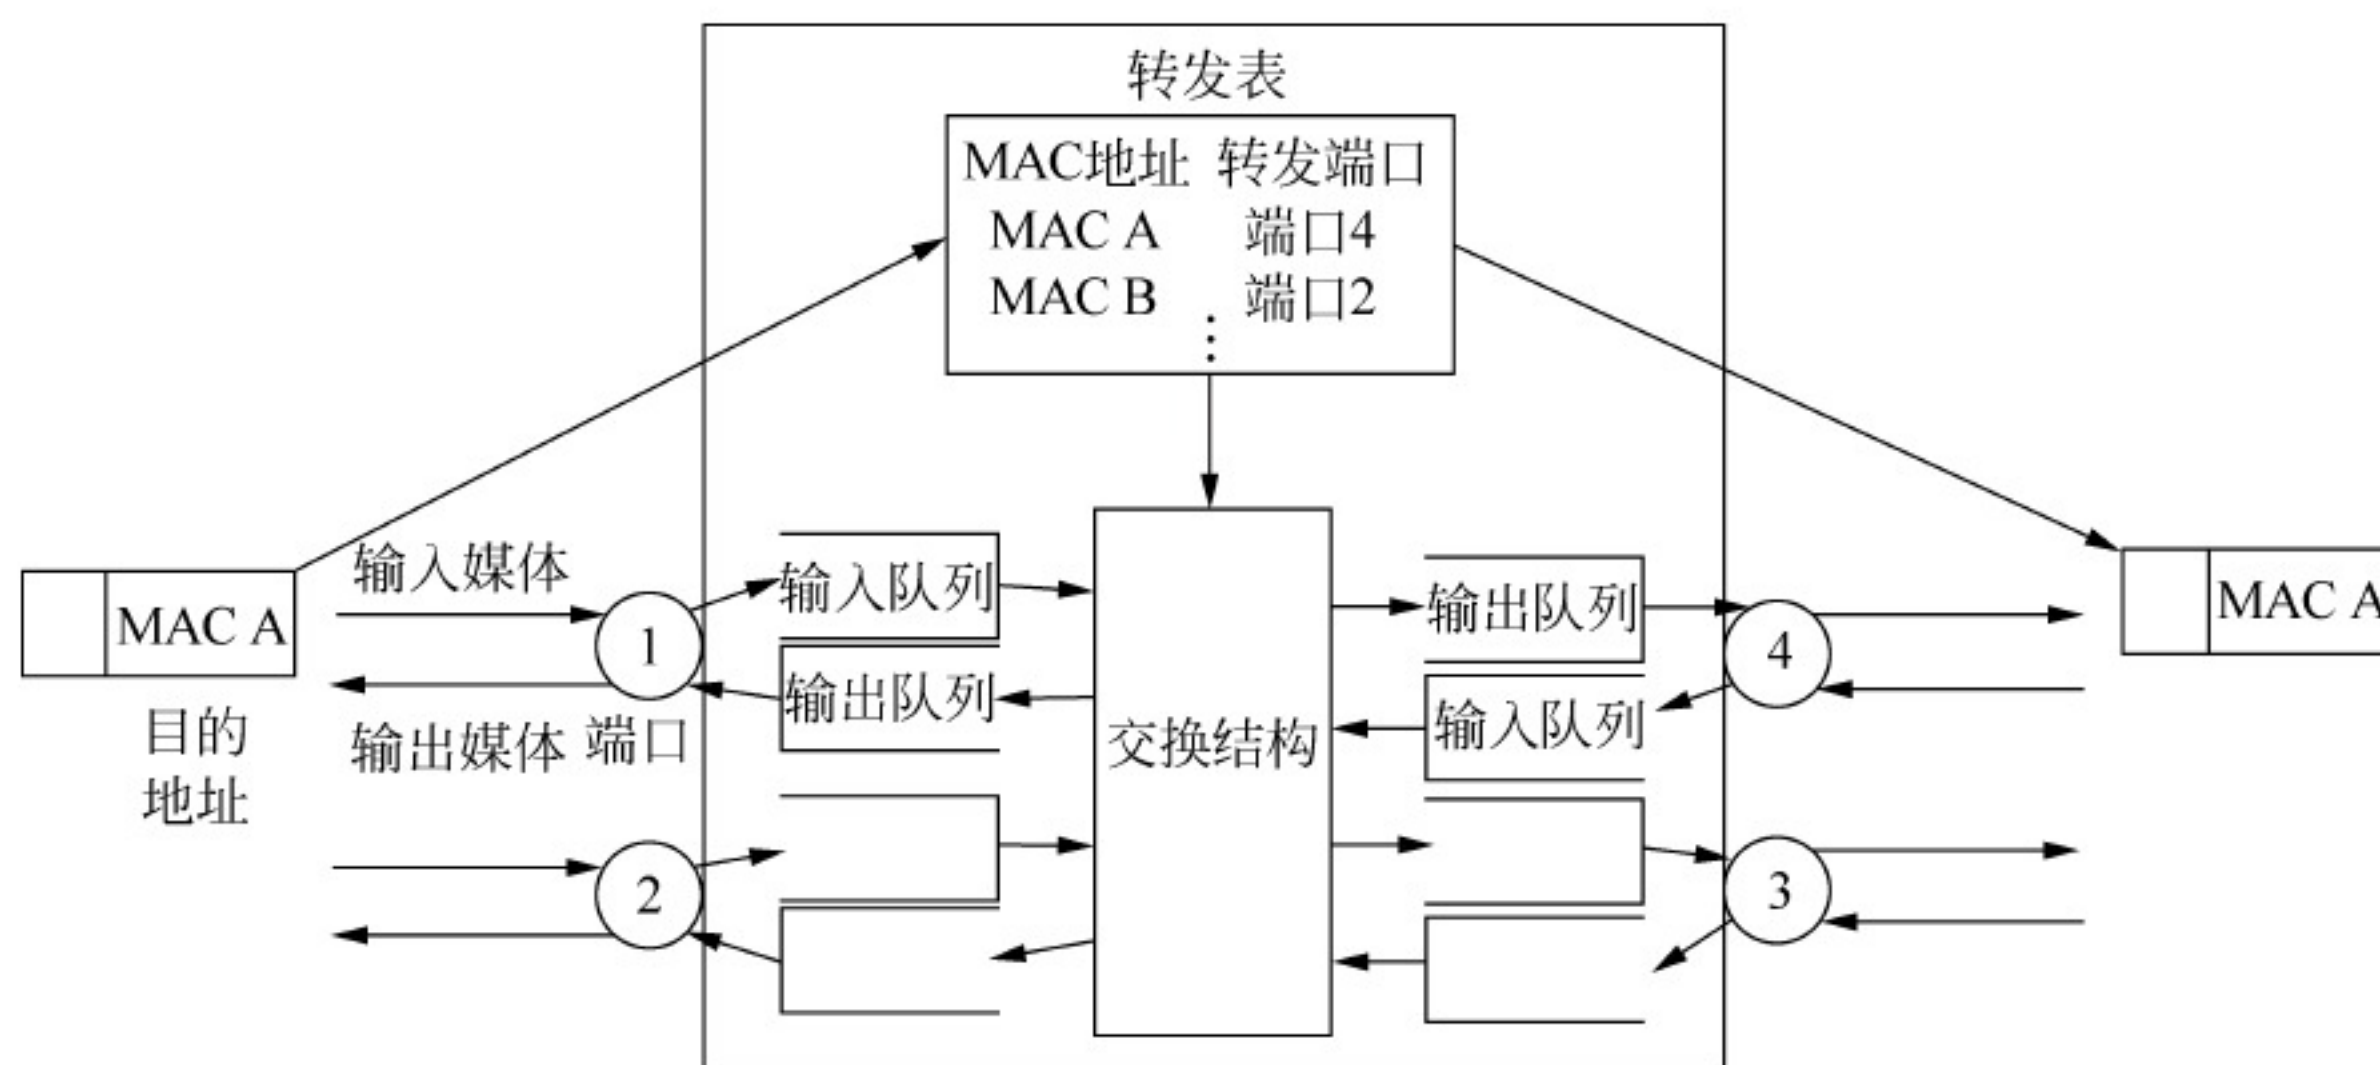 转发表
MAC地址 转发端口
MAC A 端口4
MAC B 端口2
⋮
MAC A
目的
地址
输入媒体
输出媒体
端口
1
2
输入队列
输出队列
交换结构
输出队列
输入队列
4
3
MAC A